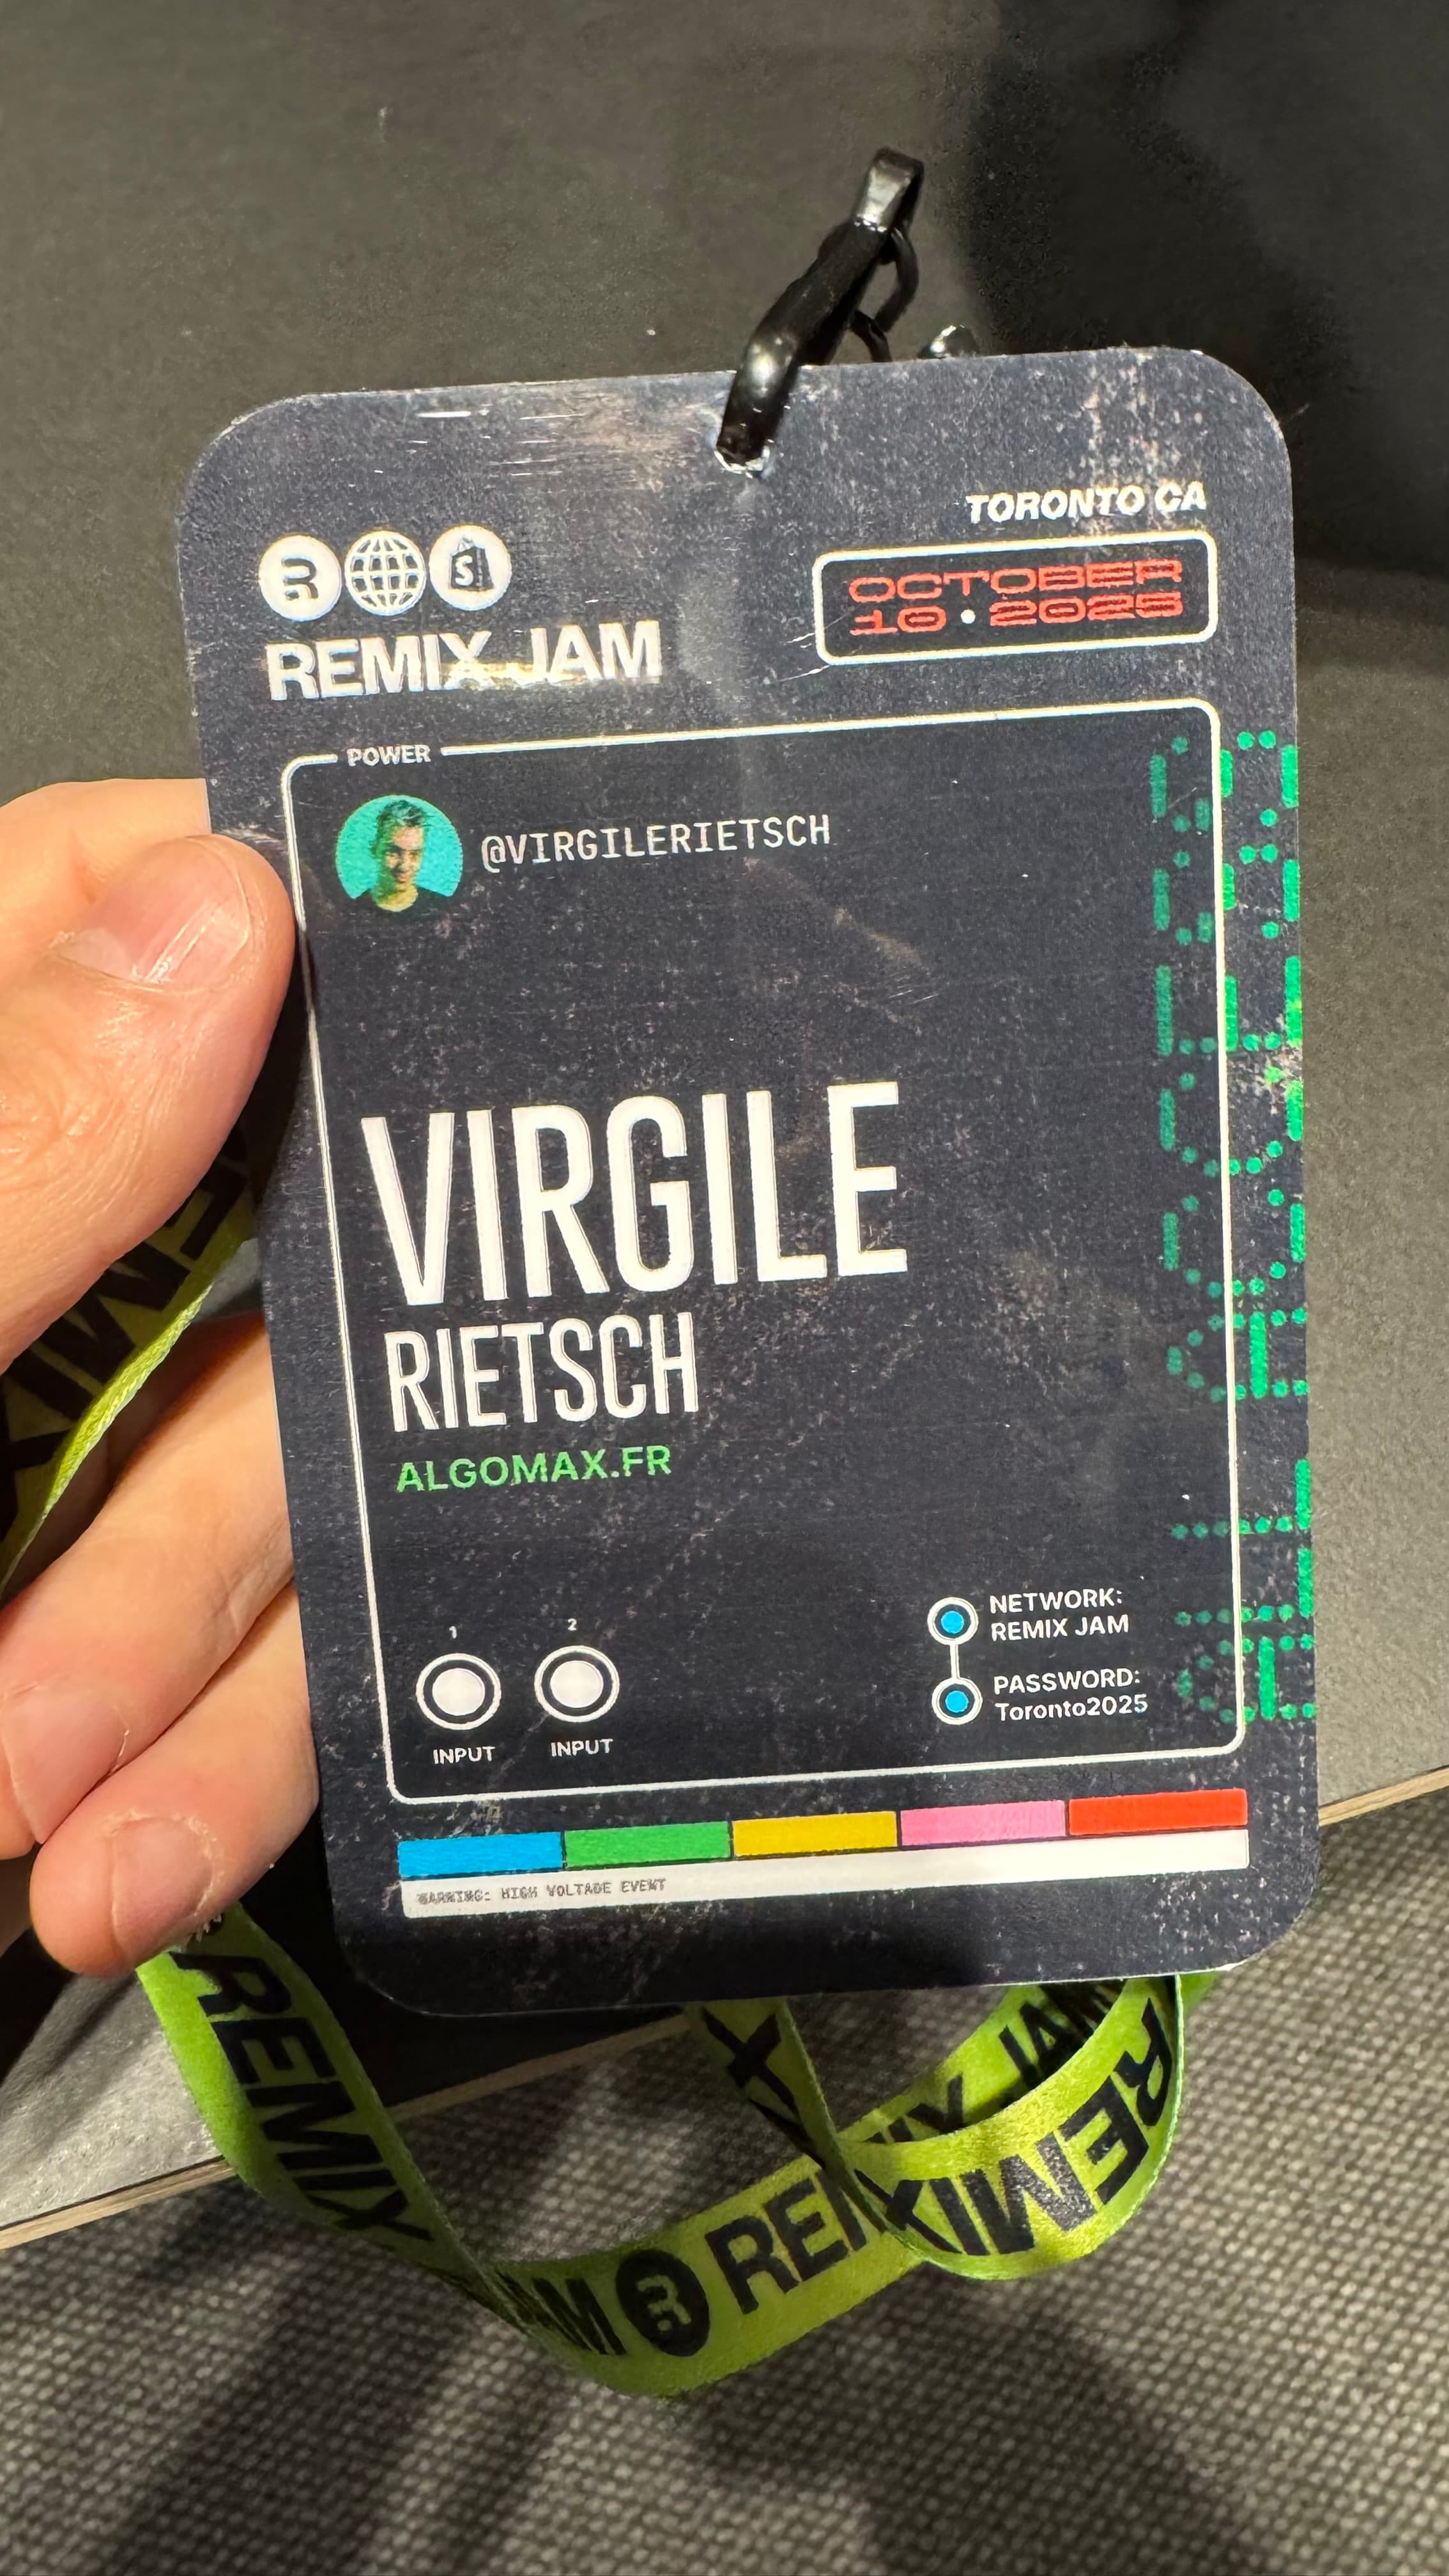 TORONTO CA
OCTOBER
10 • 2025
REMIX JAM
POWER
@VIRGILERIETSCH
VIRGILE
RIETSCH
ALGOMAX.FR
1
2
INPUT
INPUT
NETWORK:
REMIX JAM
PASSWORD:
Toronto2025
WARNING: HIGH VOLTAGE EVENT
REMIX
JAM
REMIX
REMIX